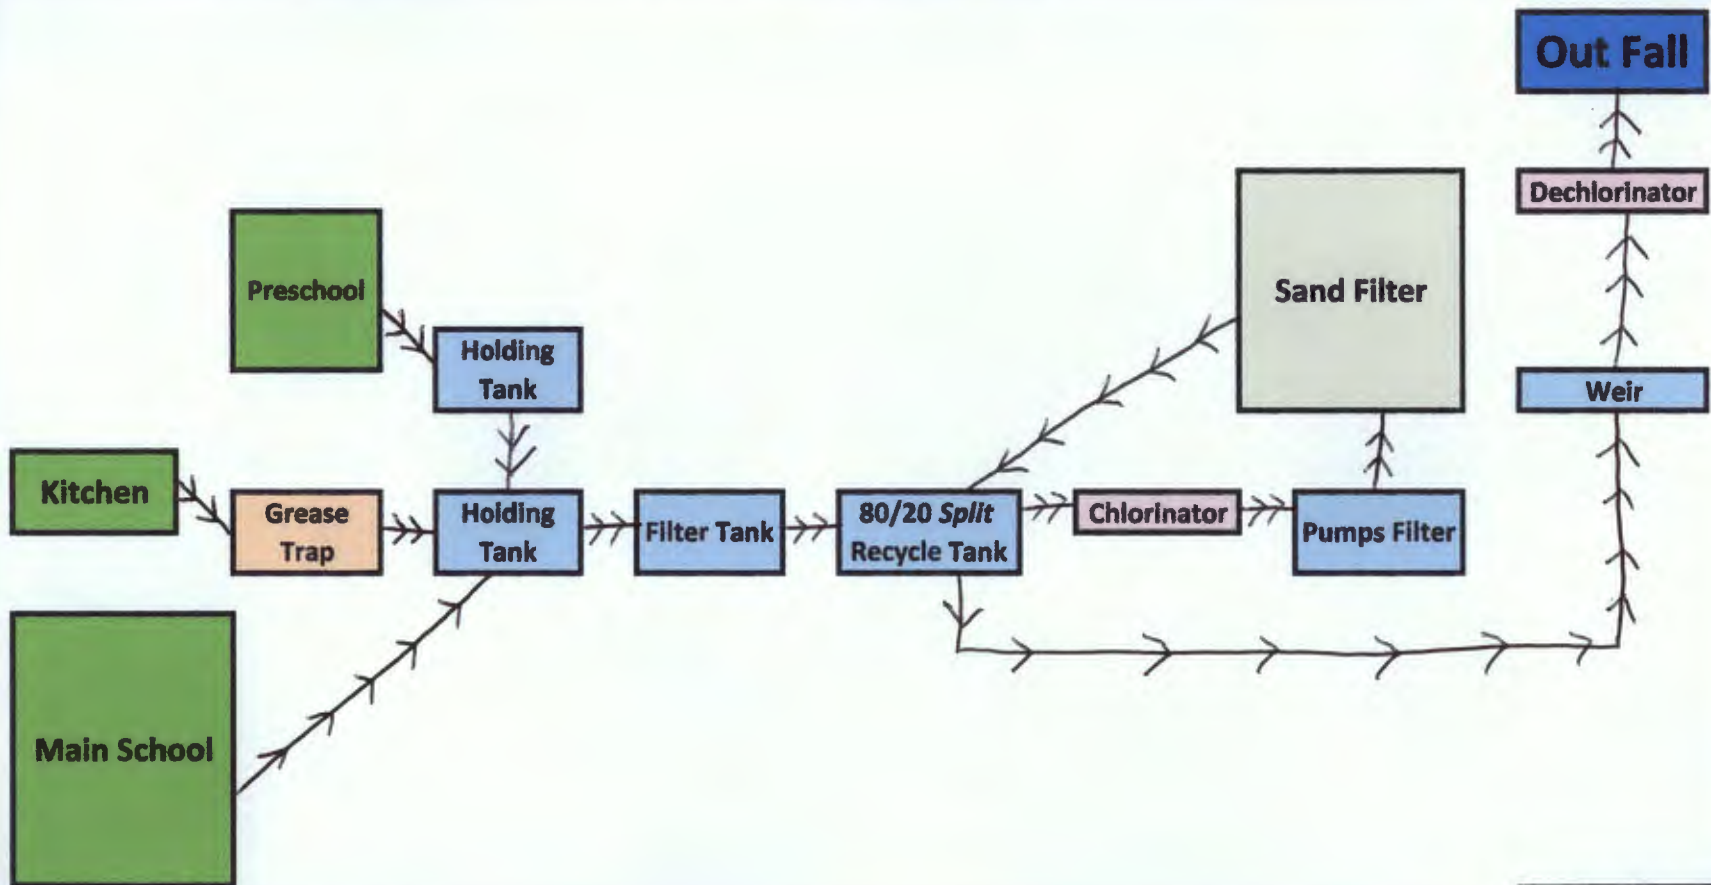 Out Fall
Dechlorinator
Preschool
Sand Filter
Holding
Tank
Weir
Kitchen
Grease
Trap
Holding
Tank
Filter Tank
80/20 Split
Recycle Tank
Chlorinator
Pumps Filter
Main School